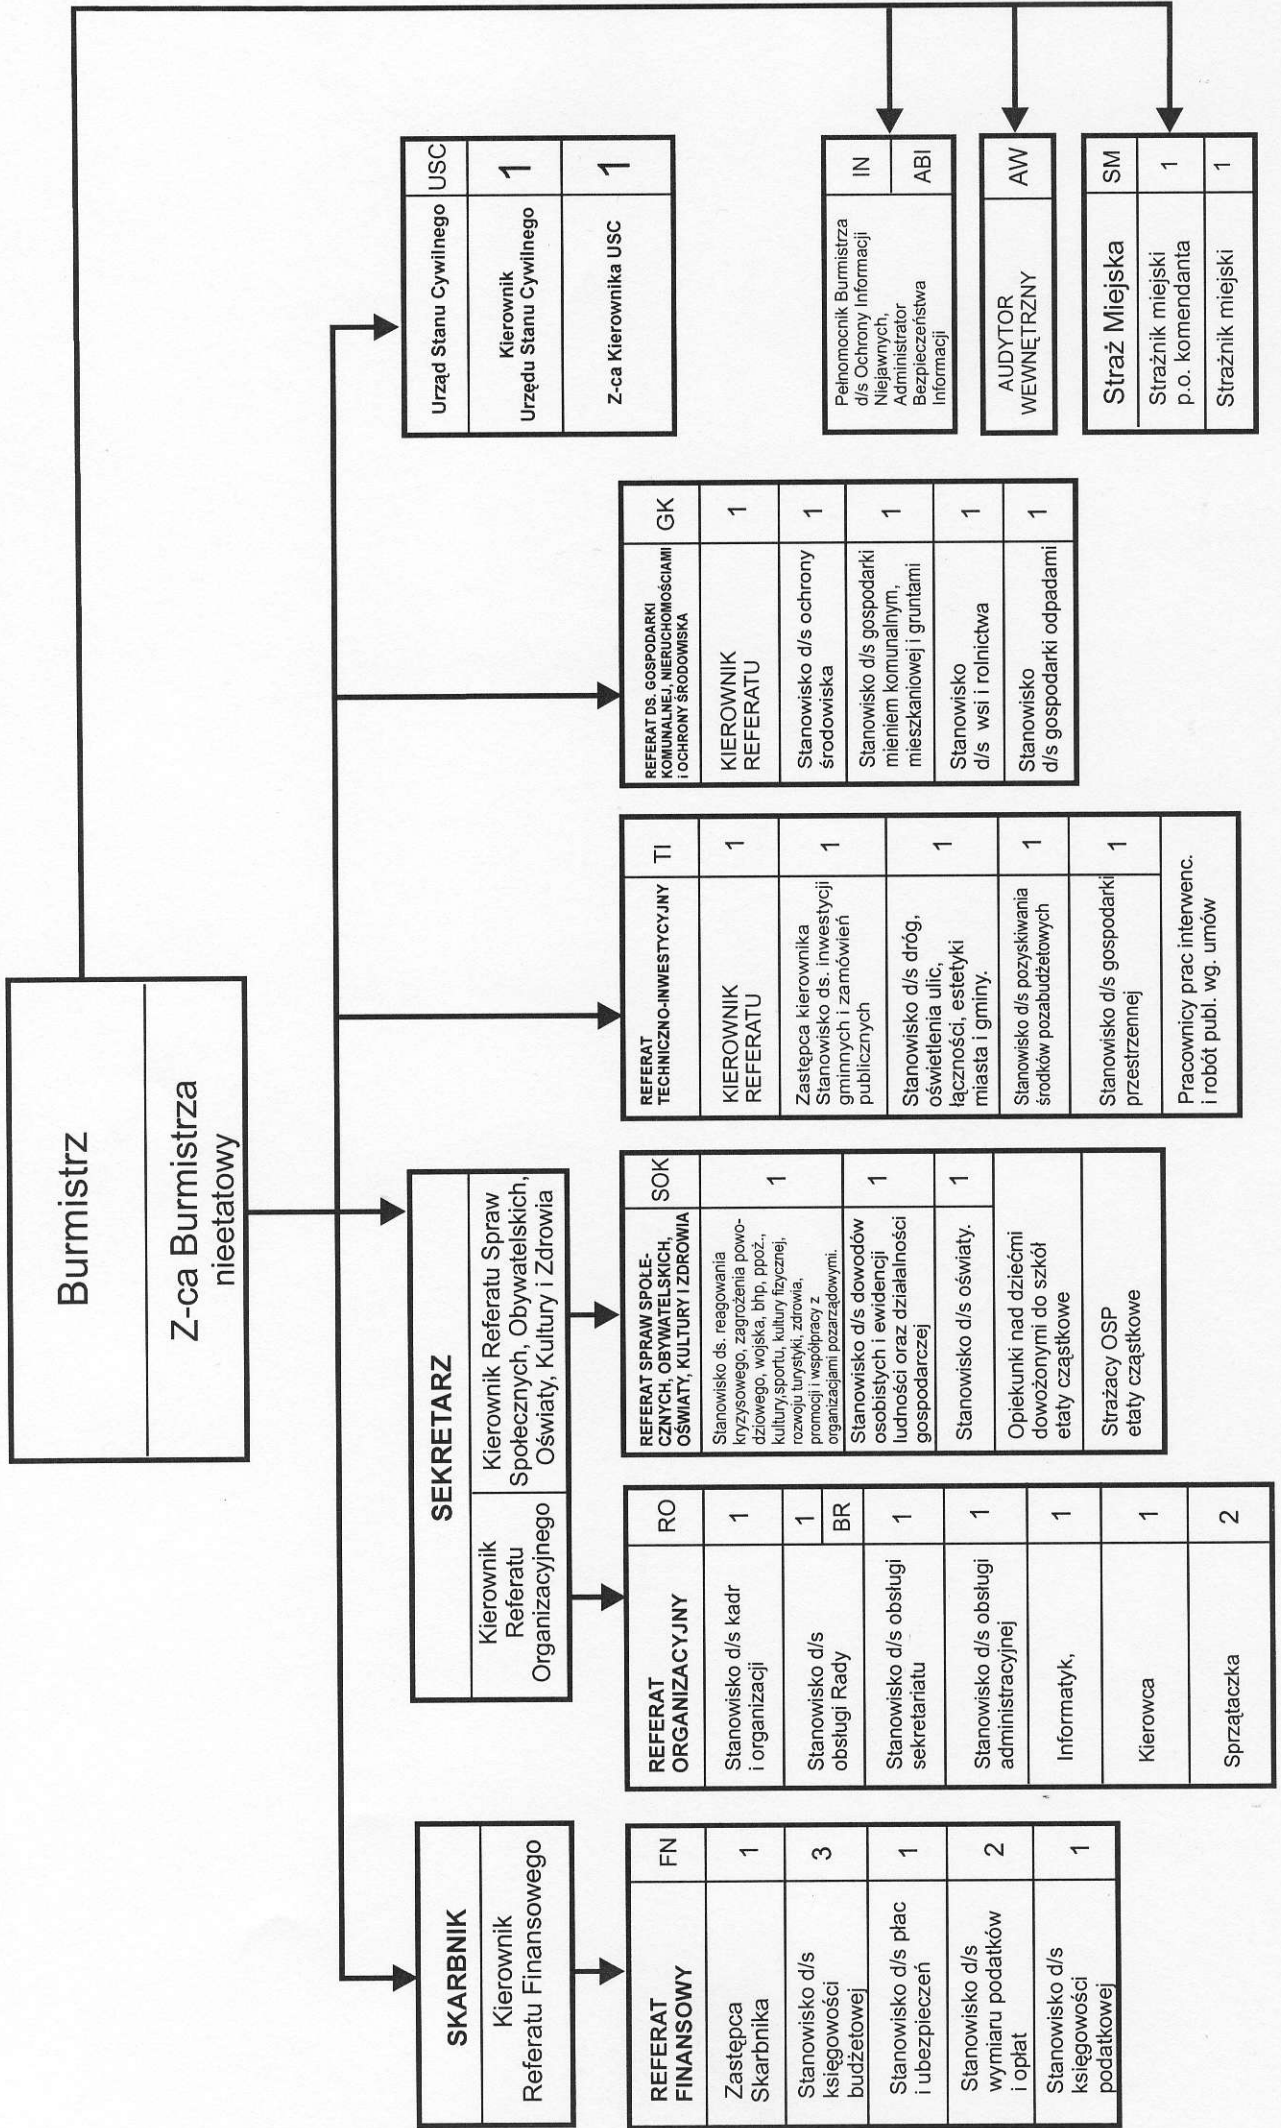 Burmistrz
Z-ca Burmistrza
nieetatowy
SKARBNIK
Kierownik
Referatu Finansowego
SEKRETARZ
Kierownik
Referatu
Organizacyjnego
Kierownik Referatu Spraw
Społecznych, Obywatelskich,
Oświaty, Kultury i Zdrowia
Urząd Stanu Cywilnego USC
Kierownik
Urzędu Stanu Cywilnego
1
Z-ca Kierownika USC 1
REFERAT
FINANSOWY
FN
Zastępca
Skarbnika
1
Stanowisko d/s
księgowości
budżetowej
3
Stanowisko d/s płac
i ubezpieczeń
1
Stanowisko d/s
wymiaru podatków
i opłat
2
Stanowisko d/s
księgowości
podatkowej
1
REFERAT
ORGANIZACYJNY
RO
Stanowisko d/s kadr
i organizacji
1
Stanowisko d/s
obsługi Rady
1
BR
Stanowisko d/s obsługi
sekretariatu
1
Stanowisko d/s obsługi
administracyjnej
1
Informatyk, 1
Kierowca 1
Sprzątaczka 2
REFERAT SPRAW SPOŁE-
CZNYCH, OBYWATELSKICH,
OŚWIATY, KULTURY I ZDROWIA
SOK
Stanowisko ds. reagowania
kryzysowego, zagrożenia powo-
dziowego, wojska, bhp, ppoż.,
kultury,sportu, kultury fizycznej,
rozwoju turystyki, zdrowia,
promocji i współpracy z
organizacjami pozarządowymi.
1
Stanowisko d/s dowodów
osobistych i ewidencji
ludności oraz działalności
gospodarczej
1
Stanowisko d/s oświaty. 1
Opiekunki nad dziećmi
dowożonymi do szkół
etaty cząstkowe
Strażacy OSP
etaty cząstkowe
REFERAT
TECHNICZNO-INWESTYCYJNY
TI
KIEROWNIK
REFERATU
1
Zastępca kierownika
Stanowisko ds. inwestycji
gminnych i zamówień
publicznych
1
Stanowisko d/s dróg,
oświetlenia ulic,
łączności, estetyki
miasta i gminy.
1
Stanowisko d/s pozyskiwania
środków pozabudżetowych
1
Stanowisko d/s gospodarki
przestrzennej
1
Pracownicy prac interwenc.
i robót publ. wg. umów
REFERAT DS. GOSPODARKI
KOMUNALNEJ, NIERUCHOMOŚCIAMI
I OCHRONY ŚRODOWISKA
GK
KIEROWNIK
REFERATU
1
Stanowisko d/s ochrony
środowiska
1
Stanowisko d/s gospodarki
mieniem komunalnym,
mieszkaniowej i gruntami
1
Stanowisko
d/s wsi i rolnictwa
1
Stanowisko
d/s gospodarki odpadami
1
Pełnomocnik Burmistrza
d/s Ochrony Informacji
Niejawnych,
Administrator
Bezpieczeństwa
Informacji
IN
ABI
AUDYTOR
WEWNĘTRZNY
AW
Straż Miejska SM
Strażnik miejski
p.o. komendanta
1
Strażnik miejski 1